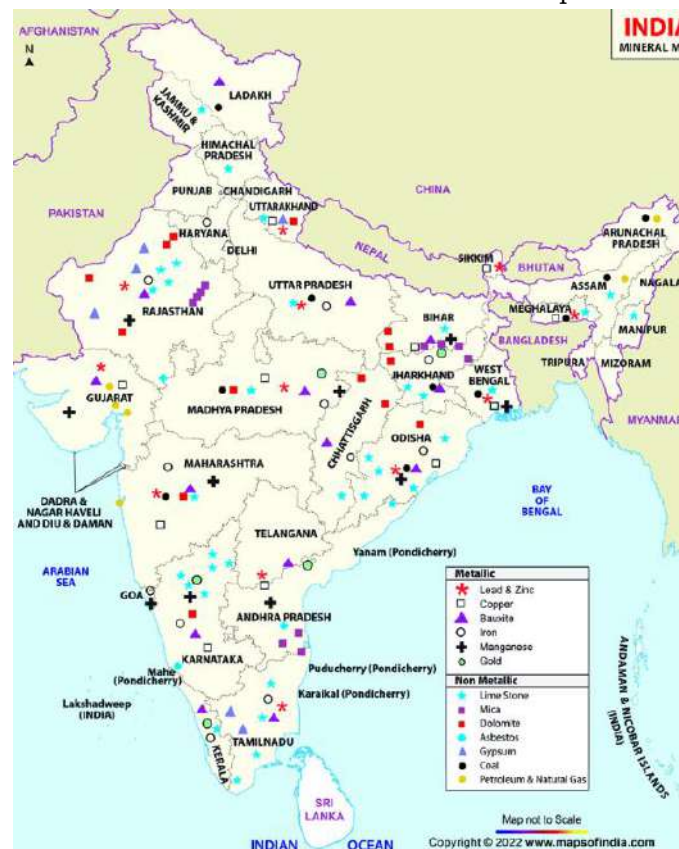 AFGHANISTAN
INDIA
MINERAL M
N
LADAKH
JAMMU &
KASHMIR
HIMACHAL
PRADESH
PUNJAB
CHANDIGARH
UTTARAKHAND
CHINA
PAKISTAN
HARYANA
DELHI
NEPAL
SIKKIM
BHUTAN
ARUNACHAL
PRADESH
ASSAM
NAGALA
RAJASTHAN
UTTAR PRADESH
BIHAR
MEGHALAYA
MANIPUR
BANGLADESH
TRIPURA
MIZORAM
JHARKHAND
WEST
BENGAL
GUJARAT
MADHYA PRADESH
CHHATTISGARH
MYANMAR
ODISHA
MAHARASHTRA
DADRA &
NAGAR HAVELI
AND DIU & DAMAN
BAY
OF
BENGAL
TELANGANA
Yanam (Pondicherry)
ARABIAN
SEA
GOA
ANDHRA PRADESH
KARNATAKA
Mahe
(Pondicherry)
Puducherry (Pondicherry)
Karaikal (Pondicherry)
Lakshadweep
(INDIA)
TAMILNADU
KERALA
ANDAMAN & NICOBAR ISLANDS
(INDIA)
SRI
LANKA
INDIAN OCEAN
Metallic
Lead & Zinc
Copper
Bauxite
Iron
Manganese
Gold
Non Metallic
Lime Stone
Mica
Dolomite
Asbestos
Gypsum
Coal
Petroleum & Natural Gas
Map not to Scale
Copyright © 2022 www.mapsofindia.com